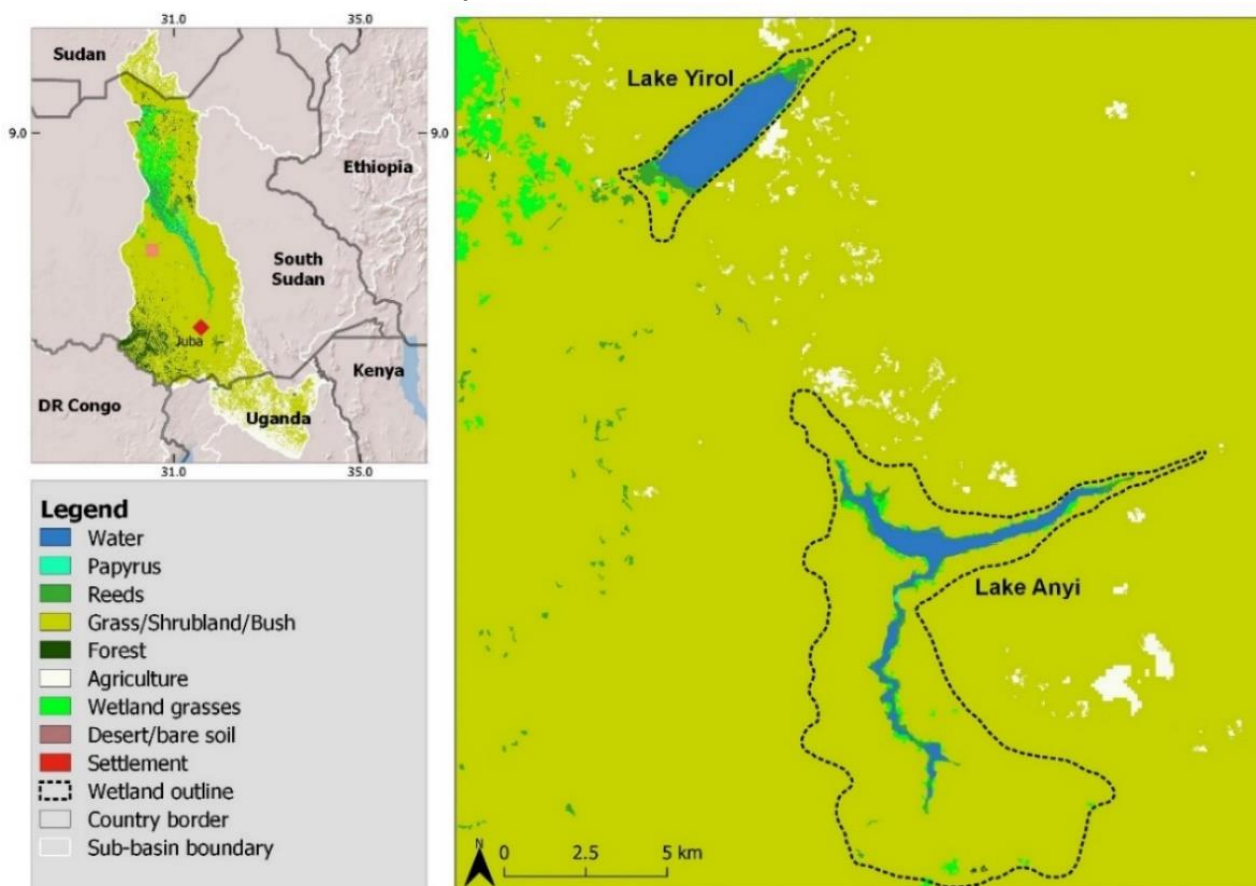 31.0
35.0
Sudan
9.0
9.0
Ethiopia
South
Sudan
Juba
Kenya
DR Congo
Uganda
31.0
35.0
Legend
Water
Papyrus
Reeds
Grass/Shrubland/Bush
Forest
Agriculture
Wetland grasses
Desert/bare soil
Settlement
Wetland outline
Country border
Sub-basin boundary
Lake Yirol
Lake Anyi
N
0 2.5 5 km